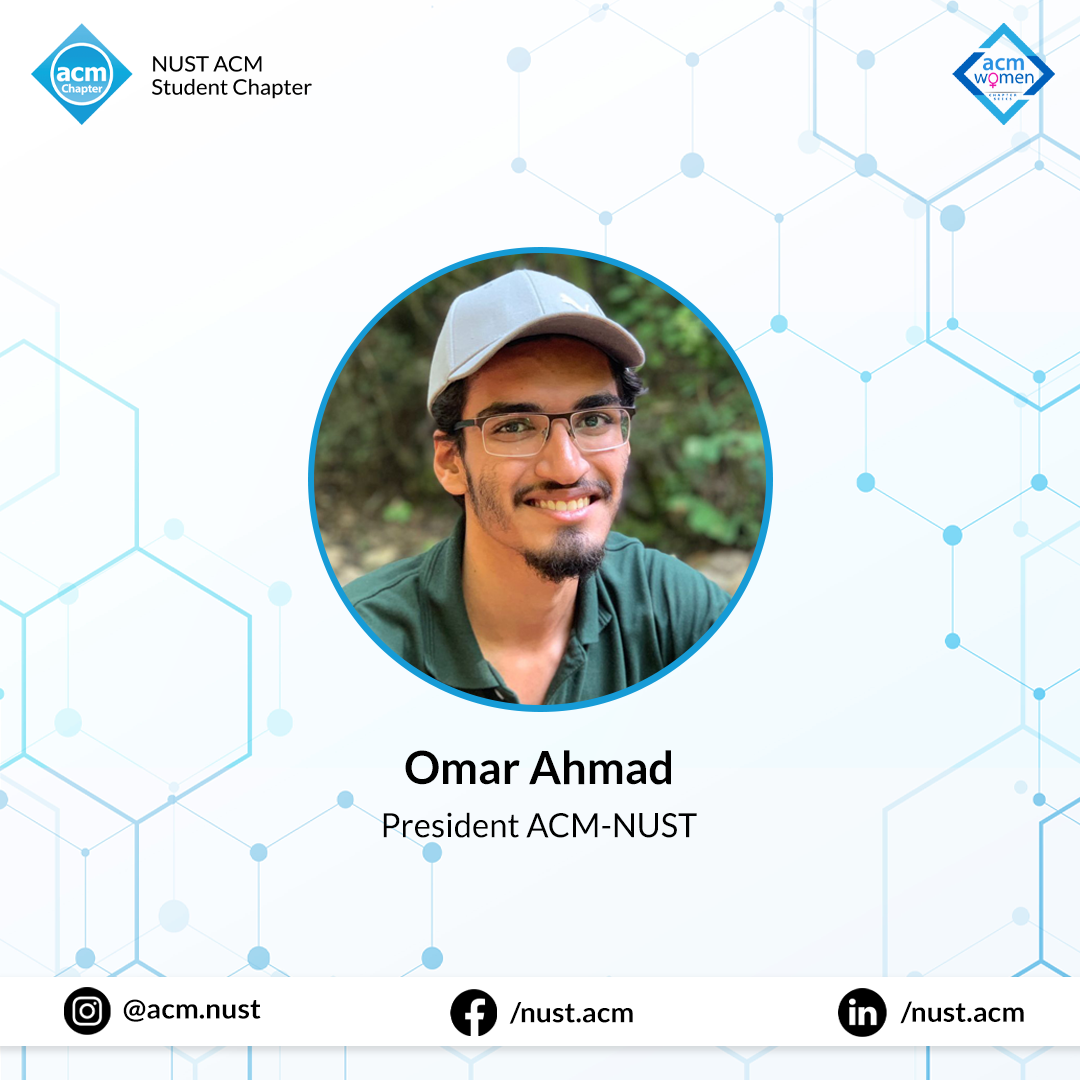 acm
Chapter
NUST ACM
Student Chapter
acm
women
Omar Ahmad
President ACM-NUST
@acm.nust
/nust.acm
/nust.acm